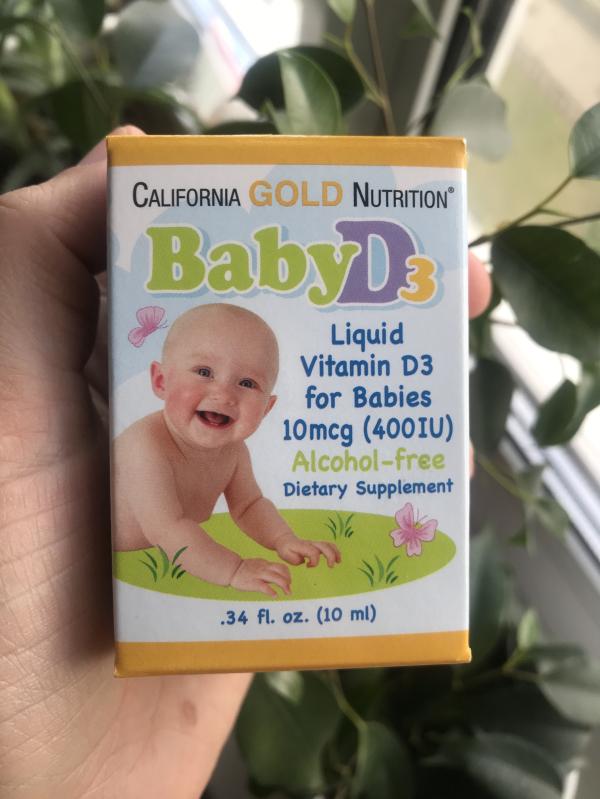 CALIFORNIA GOLD NUTRITION®
BabyD3
Liquid
Vitamin D3
for Babies
10mcg (400IU)
Alcohol-free
Dietary Supplement
.34 fl. oz. (10 ml)